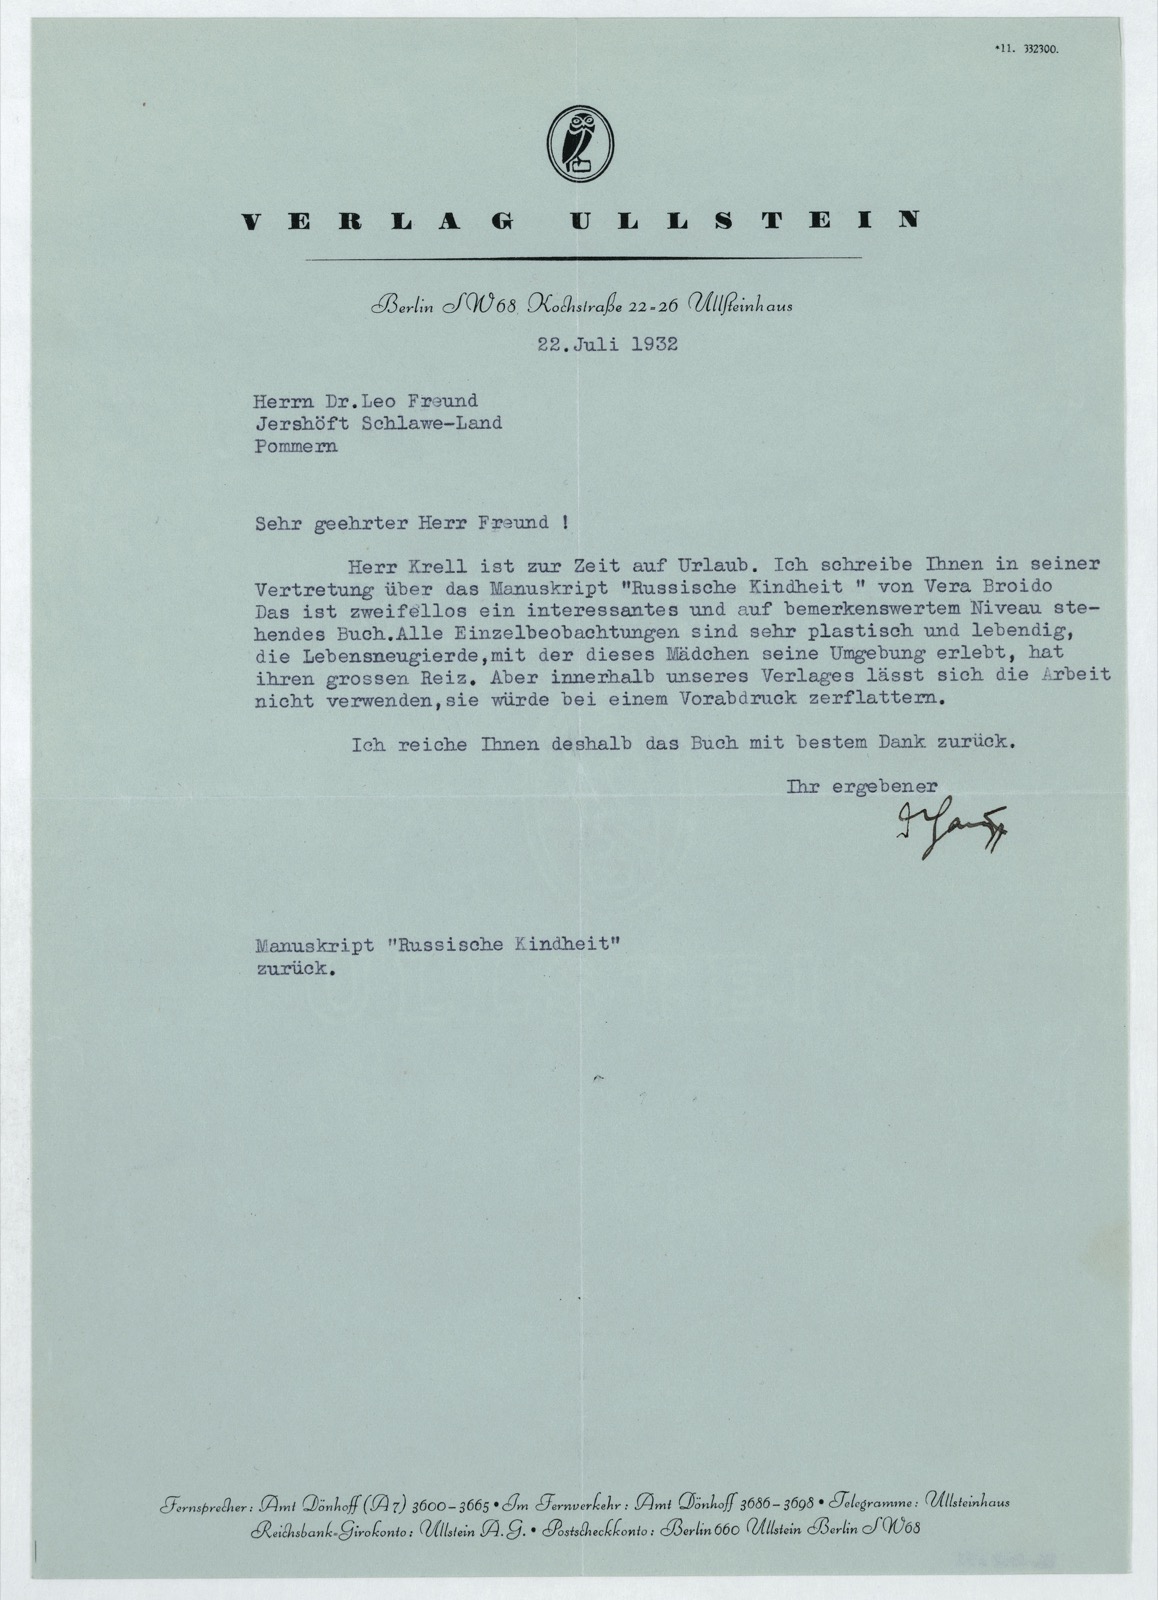 *11. 332300.
VERLAG ULLSTEIN
Berlin SW68 Kochstraße 22-26 Ullsteinhaus
22.Juli 1932
Herrn Dr.Leo Freund
Jershöft Schlawe-Land
Pommern
Sehr geehrter Herr Freund !
Herr Krell ist zur Zeit auf Urlaub. Ich schreibe Ihnen in seiner
Vertretung über das Manuskript "Russische Kindheit " von Vera Broido
Das ist zweifellos ein interessantes und auf bemerkenswertem Niveau ste-
hendes Buch.Alle Einzelbeobachtungen sind sehr plastisch und lebendig,
die Lebensneugierde,mit der dieses Mädchen seine Umgebung erlebt, hat
ihren grossen Reiz. Aber innerhalb unseres Verlages lässt sich die Arbeit
nicht verwenden,sie würde bei einem Vorabdruck zerflattern.
Ich reiche Ihnen deshalb das Buch mit bestem Dank zurück.
Ihr ergebener
Manuskript "Russische Kindheit"
zurück.
Fernsprecher: Amt Dönhoff (A7) 3600-3665 • Im Fernverkehr: Amt Dönhoff 3686-3698 • Telegramme: Ullsteinhaus
Reichsbank-Girokonto: Ullstein A.G. • Postscheckkonto: Berlin 660 Ullstein Berlin SW68